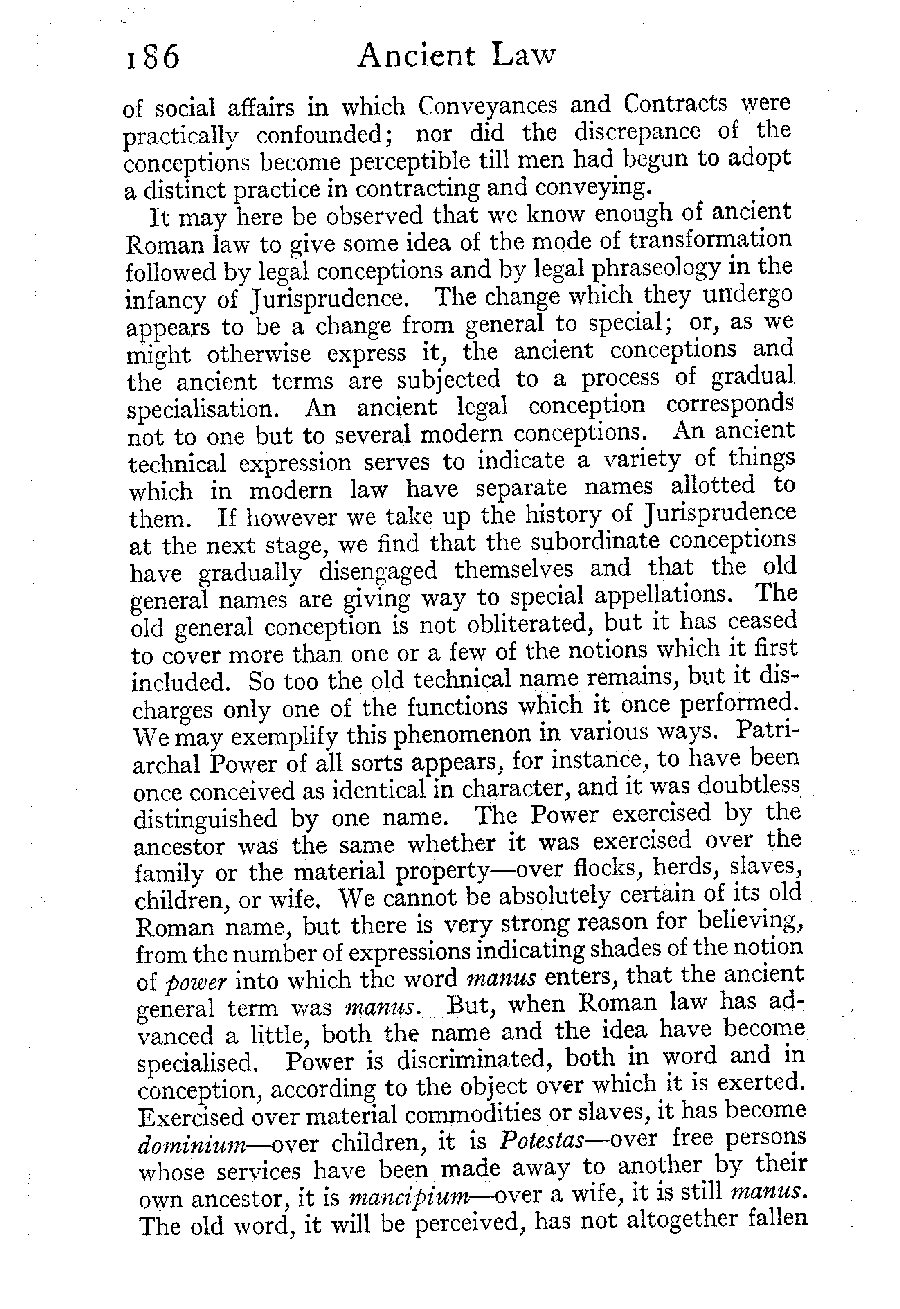 186 Ancient Law
of social affairs in which Conveyances and Contracts were
practically confounded; nor did the discrepance of the
conceptions become perceptible till men had begun to adopt
a distinct practice in contracting and conveying.
It may here be observed that we know enough of ancient
Roman law to give some idea of the mode of transformation
followed by legal conceptions and by legal phraseology in the
infancy of Jurisprudence. The change which they undergo
appears to be a change from general to special; or, as we
might otherwise express it, the ancient conceptions and
the ancient terms are subjected to a process of gradual
specialisation. An ancient legal conception corresponds
not to one but to several modern conceptions. An ancient
technical expression serves to indicate a variety of things
which in modern law have separate names allotted to
them. If however we take up the history of Jurisprudence
at the next stage, we find that the subordinate conceptions
have gradually disengaged themselves and that the old
general names are giving way to special appellations. The
old general conception is not obliterated, but it has ceased
to cover more than one or a few of the notions which it first
included. So too the old technical name remains, but it dis-
charges only one of the functions which it once performed.
We may exemplify this phenomenon in various ways. Patri-
archal Power of all sorts appears, for instance, to have been
once conceived as identical in character, and it was doubtless
distinguished by one name. The Power exercised by the
ancestor was the same whether it was exercised over the
family or the material property—over flocks, herds, slaves,
children, or wife. We cannot be absolutely certain of its old
Roman name, but there is very strong reason for believing,
from the number of expressions indicating shades of the notion
of power into which the word manus enters, that the ancient
general term was manus. But, when Roman law has ad-
vanced a little, both the name and the idea have become
specialised. Power is discriminated, both in word and in
conception, according to the object over which it is exerted.
Exercised over material commodities or slaves, it has become
dominium—over children, it is Potestas—over free persons
whose services have been made away to another by their
own ancestor, it is mancipium—over a wife, it is still manus.
The old word, it will be perceived, has not altogether fallen